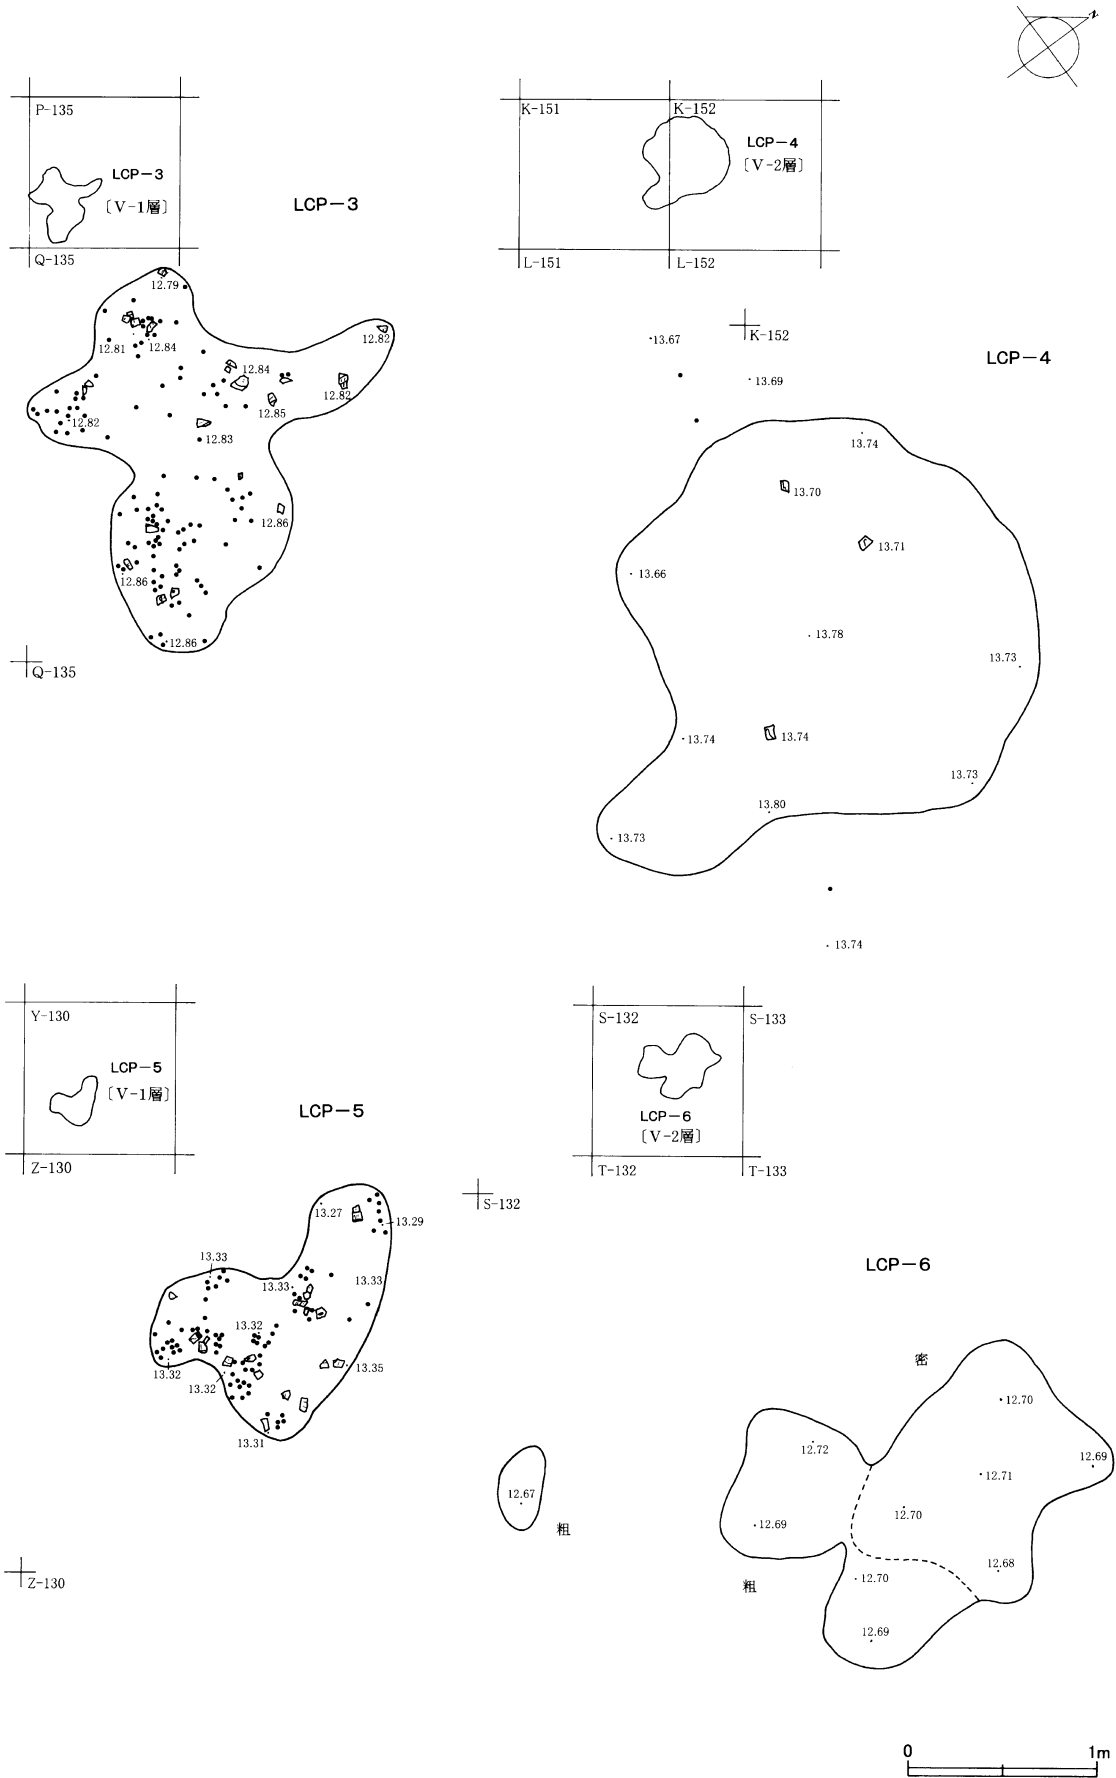 N
P-135
LCP-3
〔V-1層〕
Q-135
LCP-3
12.79
12.81
12.84
12.82
12.84
12.82
12.85
12.82
12.83
12.86
12.86
12.86
Q-135
K-151
K-152
LCP-4
〔V-2層〕
L-151
L-152
K-152
LCP-4
13.67
13.69
13.74
13.70
13.71
13.66
13.78
13.73
13.74
13.74
13.73
13.80
13.73
13.74
Y-130
LCP-5
〔V-1層〕
Z-130
LCP-5
13.27
13.29
13.33
13.33
13.33
13.32
13.32
13.32
13.35
13.31
Z-130
S-132
S-133
LCP-6
〔V-2層〕
T-132
T-133
S-132
LCP-6
密
12.70
12.72
12.69
12.71
12.67
12.70
12.69
粗
12.68
12.70
粗
12.69
0
1m